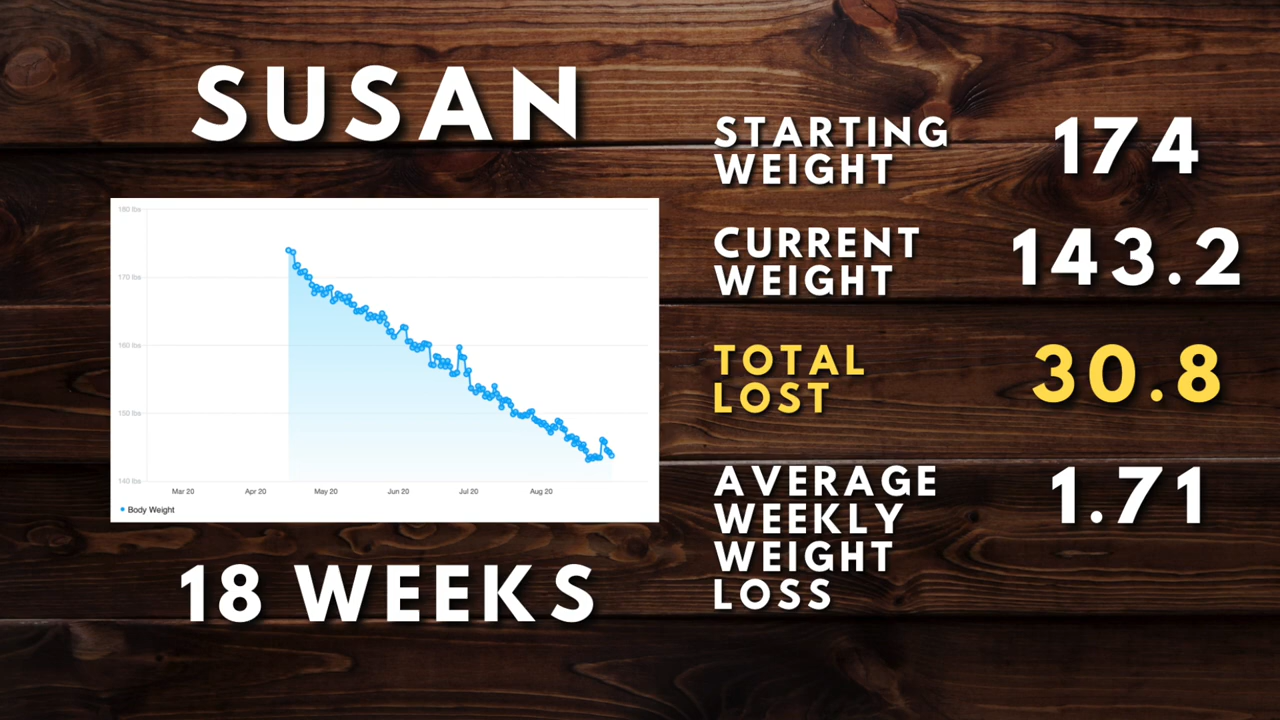 SUSAN
STARTING
WEIGHT
174
CURRENT
WEIGHT
143.2
TOTAL
LOST
30.8
AVERAGE
WEEKLY
WEIGHT
LOSS
1.71
180 lbs
170 lbs
160 lbs
150 lbs
140 lbs
Mar 20 Apr 20 May 20 Jun 20 Jul 20 Aug 20
Body Weight
18 WEEKS